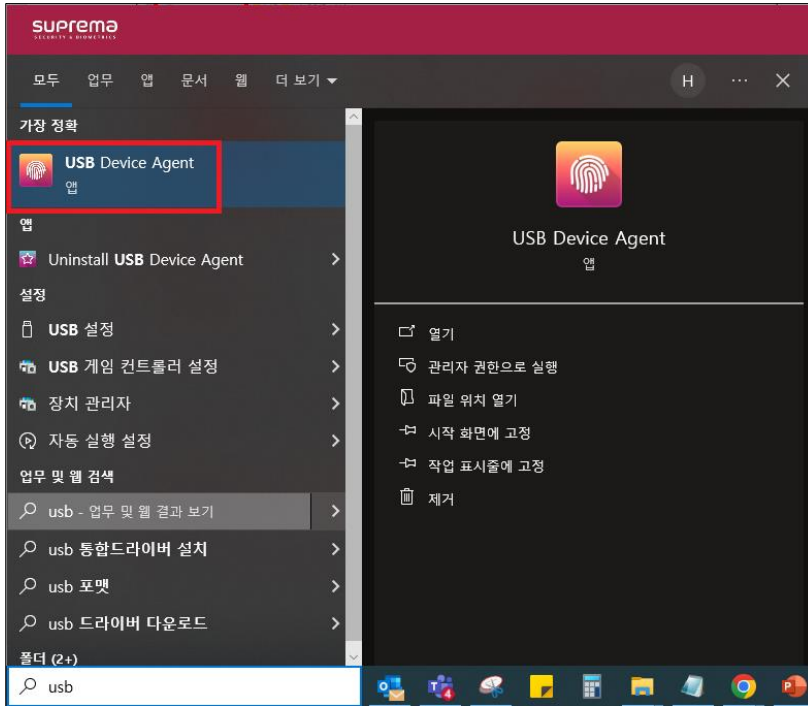 suprema
SECURITY & BIOMETRICS
모두 업무 앱 문서 웹 더 보기
H
가장 정확
USB Device Agent
앱
앱
Uninstall USB Device Agent
설정
USB 설정
USB 게임 컨트롤러 설정
장치 관리자
자동 실행 설정
업무 및 웹 검색
usb - 업무 및 웹 결과 보기
usb 통합드라이버 설치
usb 포맷
usb 드라이버 다운로드
폴더 (2+)
usb
USB Device Agent
앱
열기
관리자 권한으로 실행
파일 위치 열기
시작 화면에 고정
작업 표시줄에 고정
제거
4